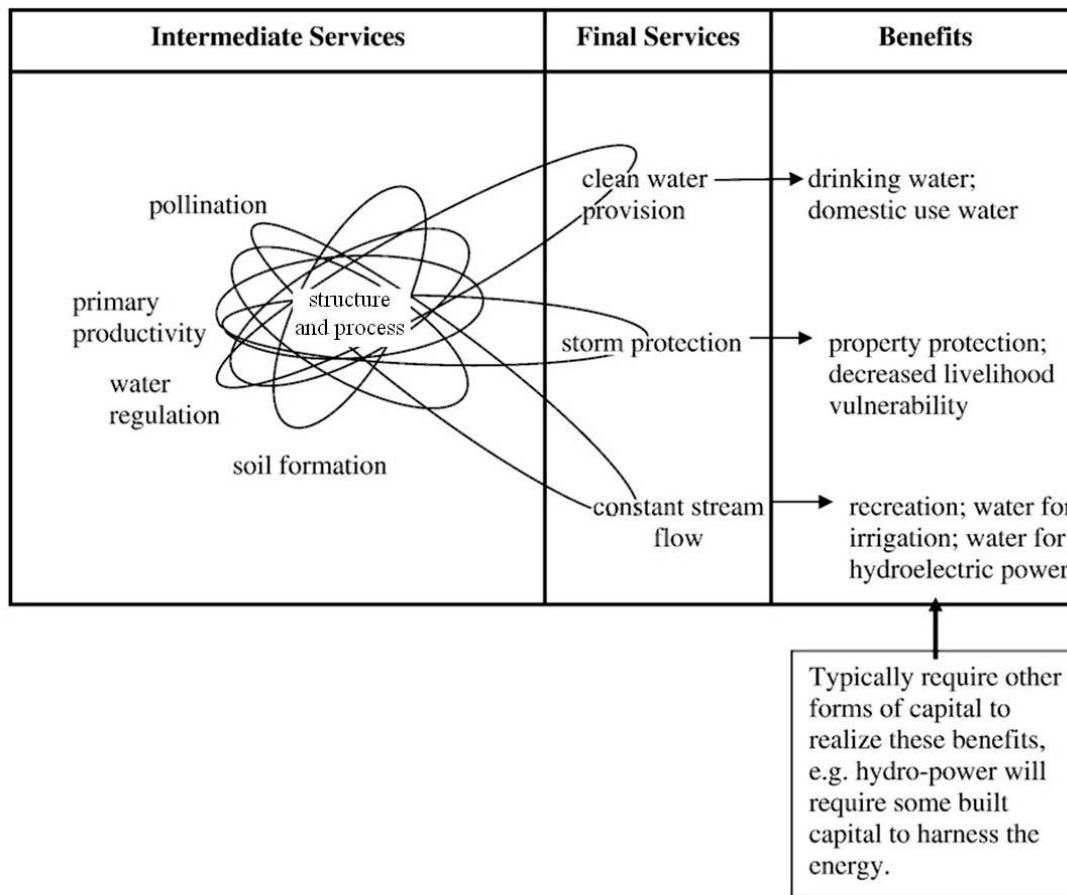 Intermediate Services
Final Services
Benefits
pollination
primary
productivity
water
regulation
soil formation
structure
and process
clean water
provision
storm protection
constant stream
flow
drinking water;
domestic use water
property protection;
decreased livelihood
vulnerability
recreation; water for
irrigation; water for
hydroelectric power
Typically require other
forms of capital to
realize these benefits,
e.g. hydro-power will
require some built
capital to harness the
energy.